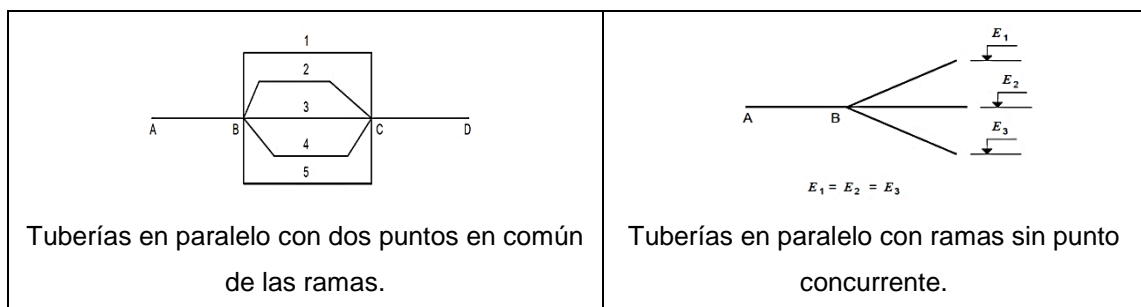 1
2
3
A B C D
4
5
Tuberías en paralelo con dos puntos en común
de las ramas.
E₁
E₂
A B
E₃
E₁ = E₂ = E₃
Tuberías en paralelo con ramas sin punto
concurrente.